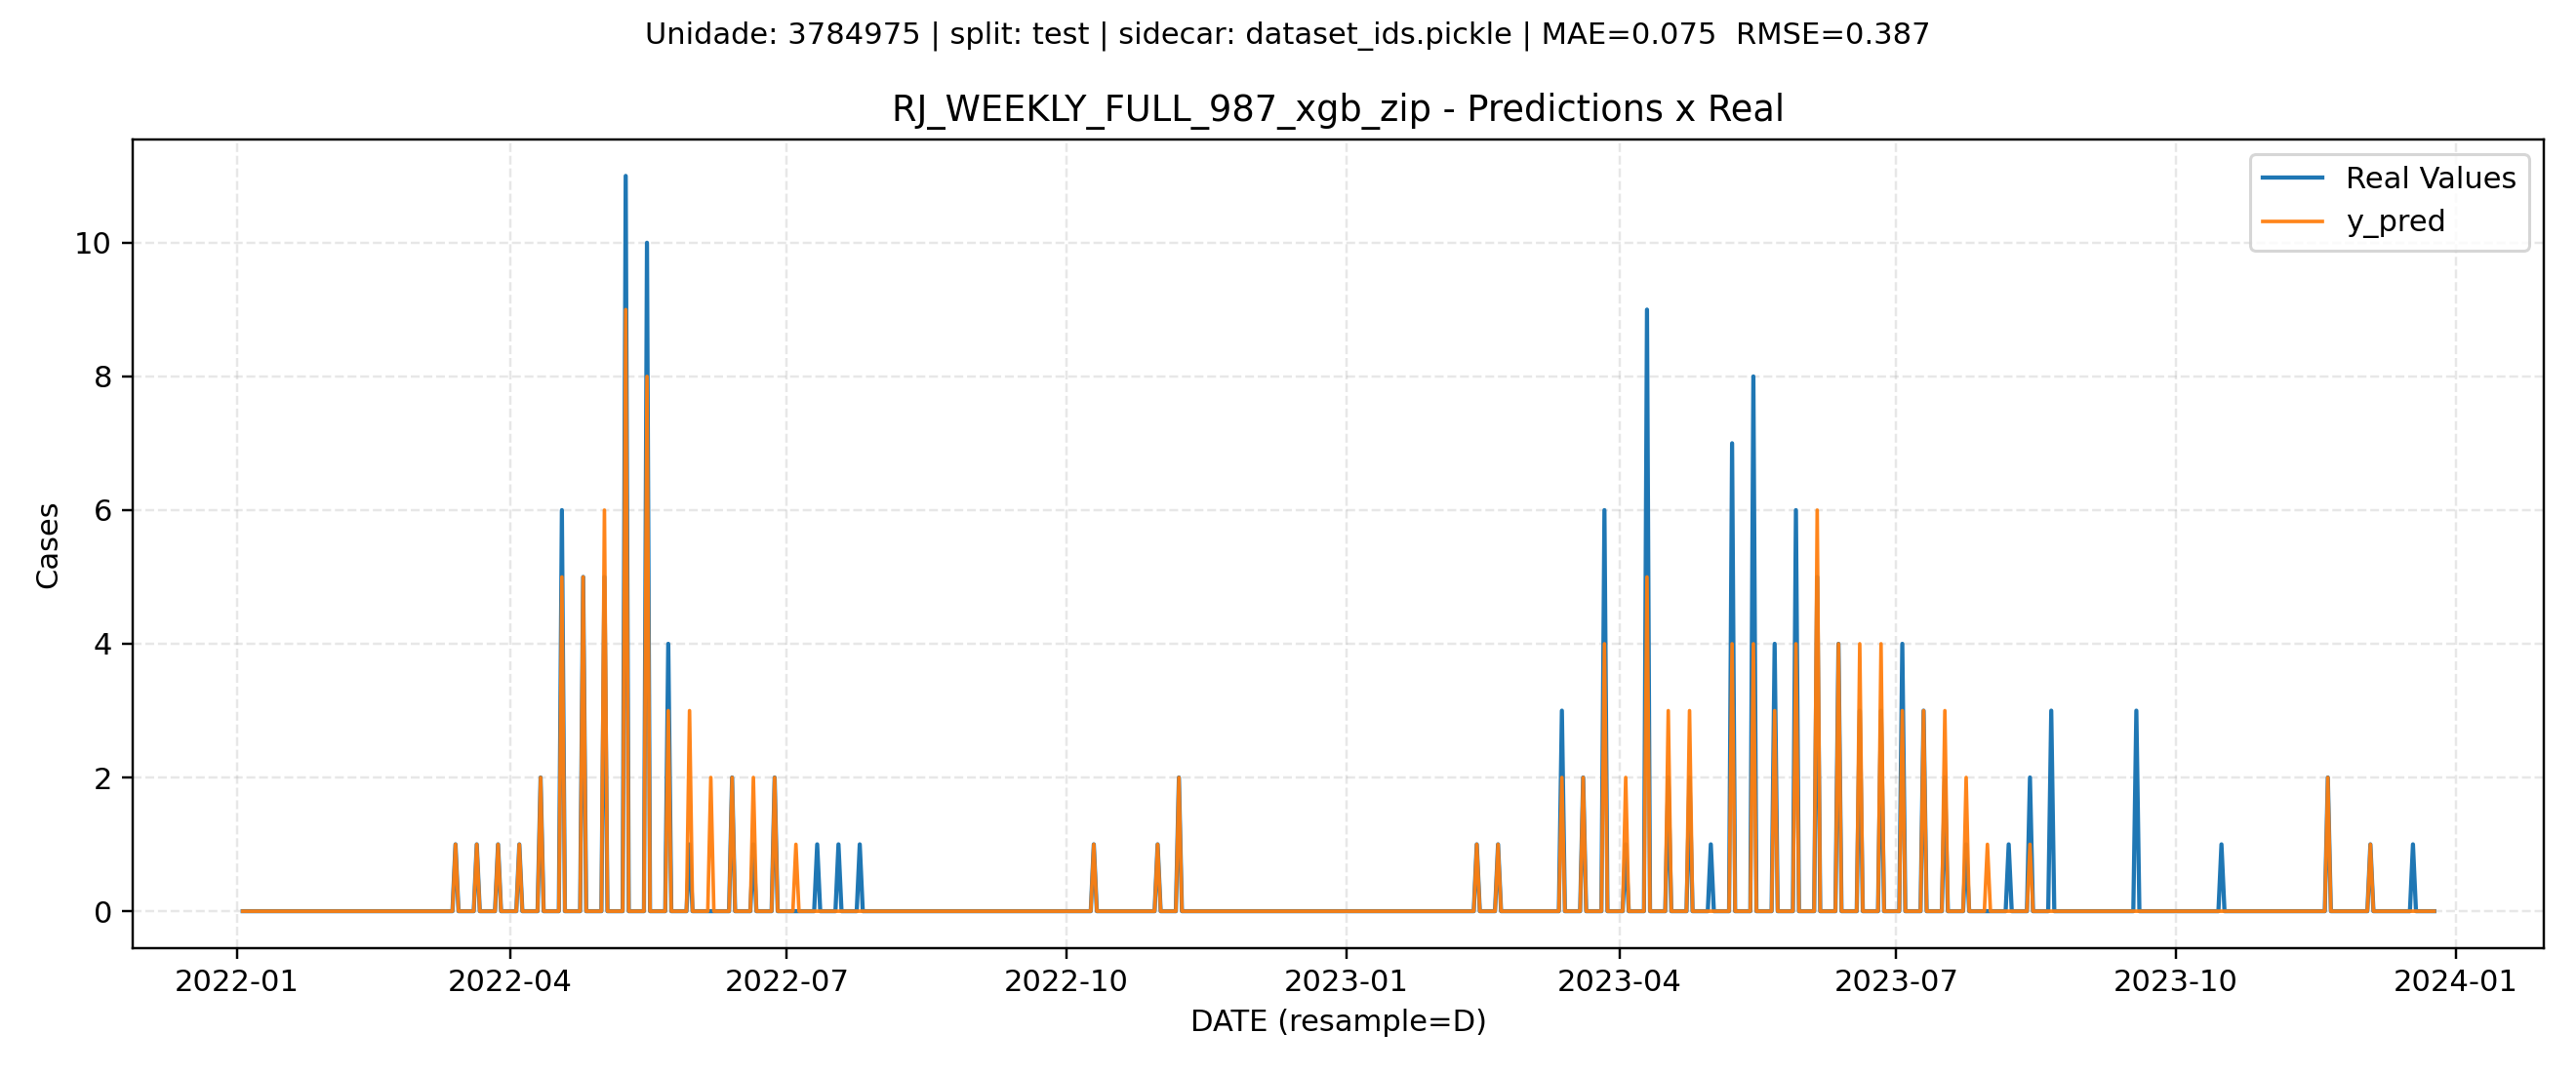 Unidade: 3784975 | split: test | sidecar: dataset_ids.pickle | MAE=0.075  RMSE=0.387
RJ_WEEKLY_FULL_987_xgb_zip - Predictions x Real
Real Values
y_pred
10
8
6
4
2
0
Cases
2022-01
2022-04
2022-07
2022-10
2023-01
2023-04
2023-07
2023-10
2024-01
DATE (resample=D)